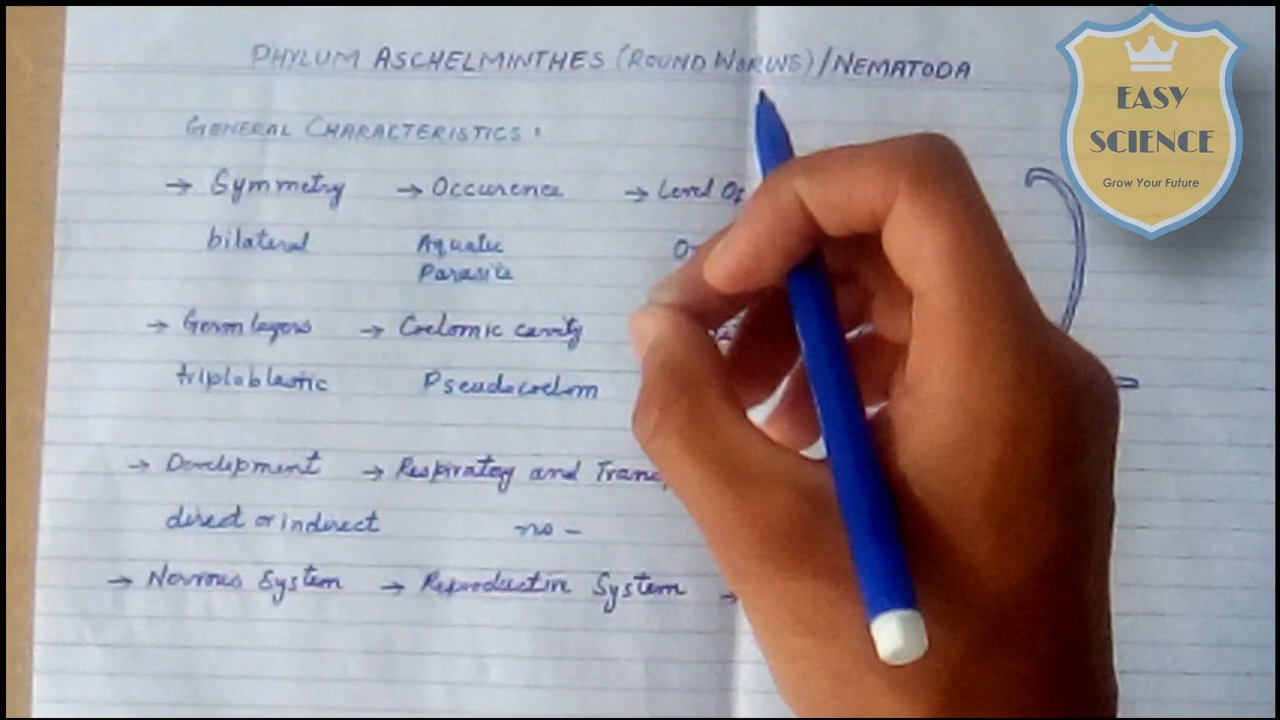 PHYLUM ASCHELMINTHES (ROUND WORMS)/NEMATODA
EASY
SCIENCE
Grow Your Future
GENERAL CHARACTERISTICS:
→ Symmetry → Occurence → Level Of
bilateral Aquatic
Parasite
→ Germ layers → Coelomic cavity
triploblastic Pseudocoelom
→ Development → Respiratory and Trans
direct or indirect no -
→ Nervous System → Reproductive System →